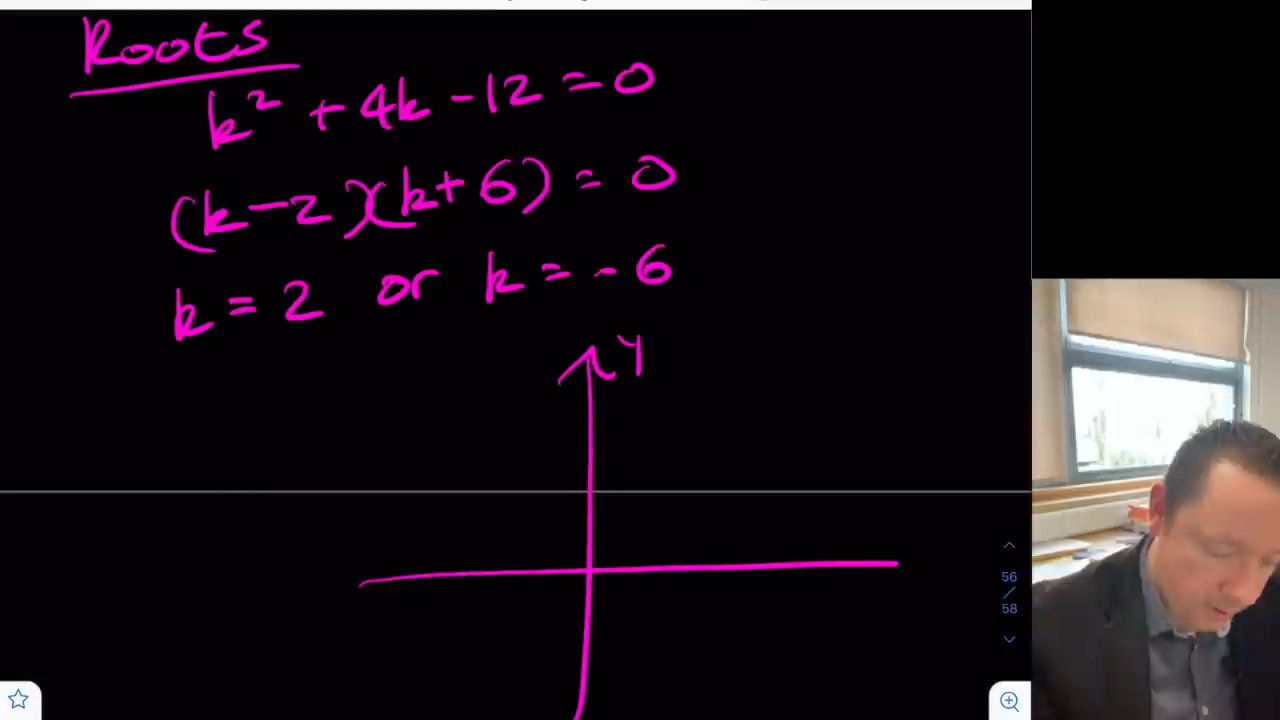 Roots
k² + 4k - 12 = 0
(k - 2)(k + 6) = 0
k = 2 or k = - 6
Y
56
/
58